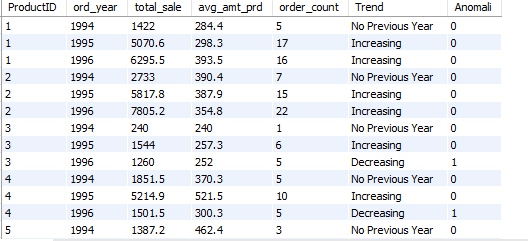 ProductID ord_year total_sale avg_amt_prd order_count Trend Anomali
1 1994 1422 284.4 5 No Previous Year 0
1 1995 5070.6 298.3 17 Increasing 0
1 1996 6295.5 393.5 16 Increasing 0
2 1994 2733 390.4 7 No Previous Year 0
2 1995 5817.8 387.9 15 Increasing 0
2 1996 7805.2 354.8 22 Increasing 0
3 1994 240 240 1 No Previous Year 0
3 1995 1544 257.3 6 Increasing 0
3 1996 1260 252 5 Decreasing 1
4 1994 1851.5 370.3 5 No Previous Year 0
4 1995 5214.9 521.5 10 Increasing 0
4 1996 1501.5 300.3 5 Decreasing 1
5 1994 1387.2 462.4 3 No Previous Year 0